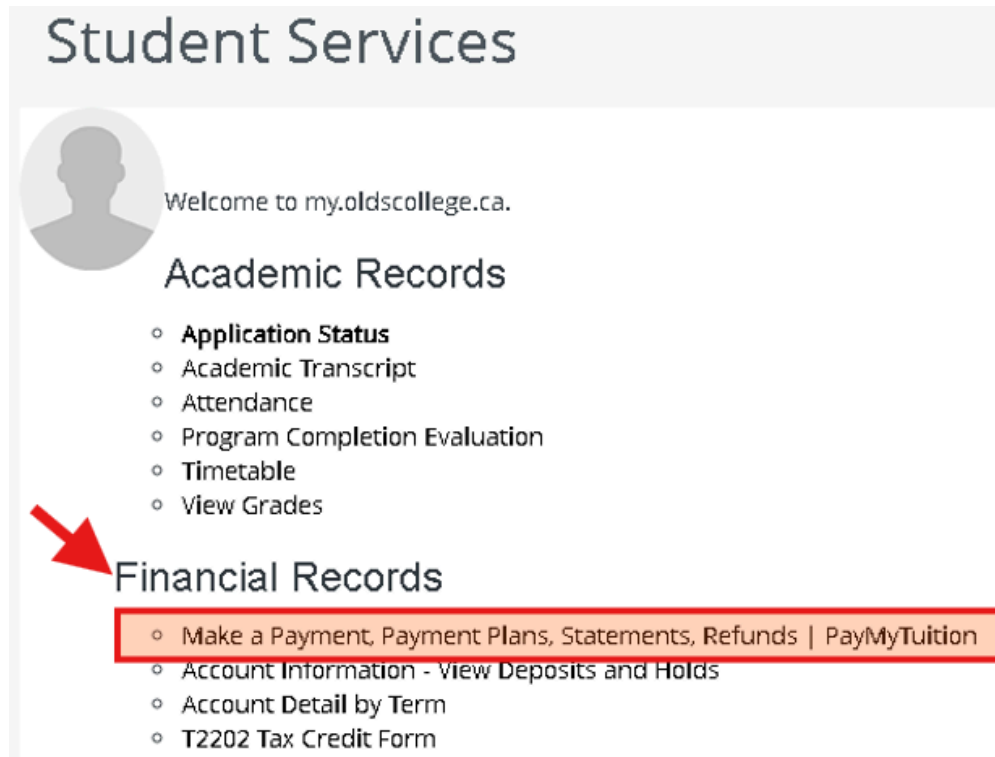 Student Services
Welcome to my.oldscollege.ca.
Academic Records
Application Status
Academic Transcript
Attendance
Program Completion Evaluation
Timetable
View Grades
Financial Records
Make a Payment, Payment Plans, Statements, Refunds | PayMyTuition
Account Information - View Deposits and Holds
Account Detail by Term
T2202 Tax Credit Form